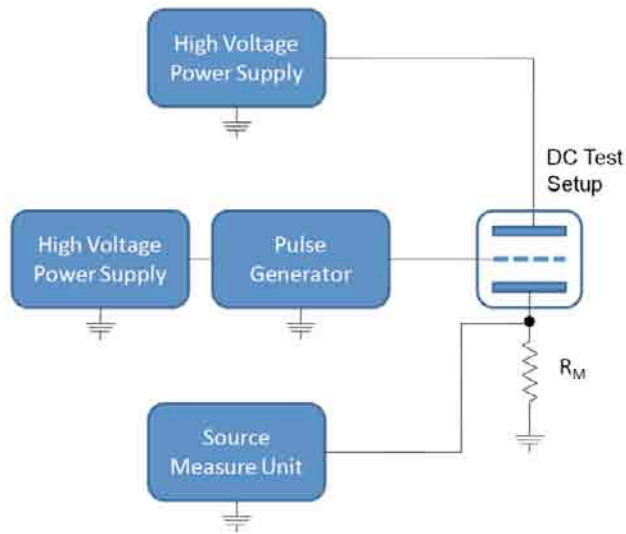 High Voltage
Power Supply
DC Test
Setup
High Voltage
Power Supply
Pulse
Generator
R_M
Source
Measure Unit